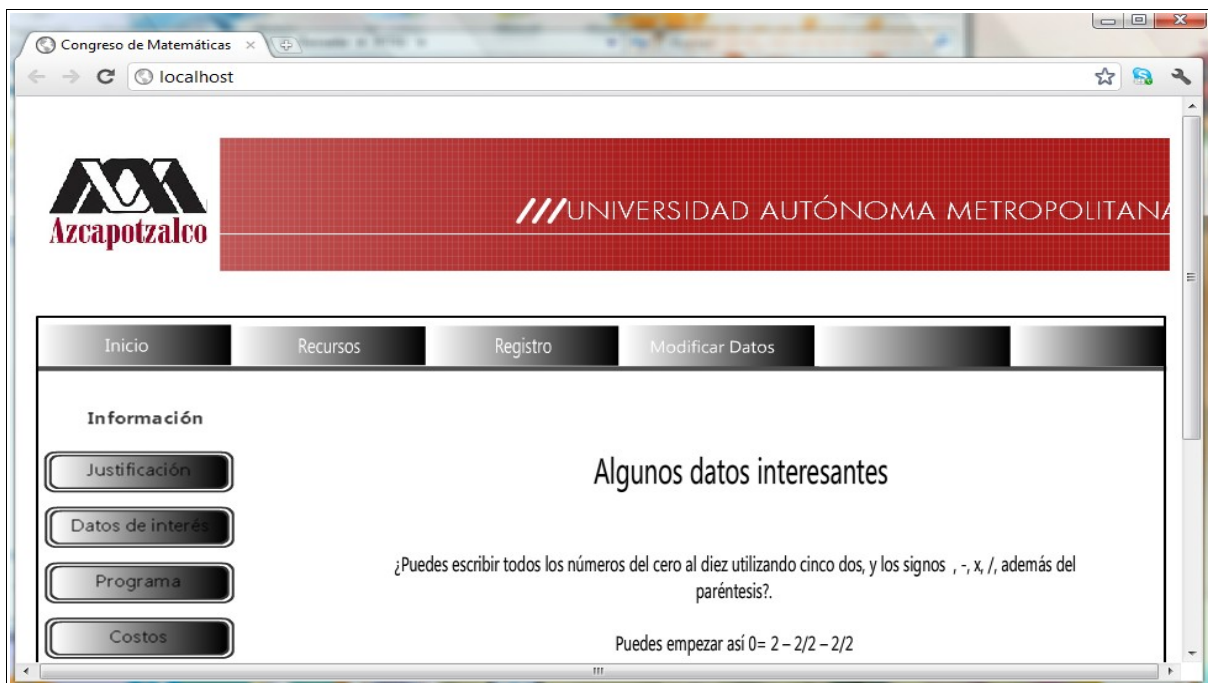 Congreso de Matemáticas
localhost
Azcapotzalco
///UNIVERSIDAD AUTÓNOMA METROPOLITANA
Inicio Recursos Registro Modificar Datos
Información
Justificación
Datos de interés
Programa
Costos
Algunos datos interesantes
¿Puedes escribir todos los números del cero al diez utilizando cinco dos, y los signos , -, x, /, además del
paréntesis?.
Puedes empezar así 0= 2 – 2/2 – 2/2